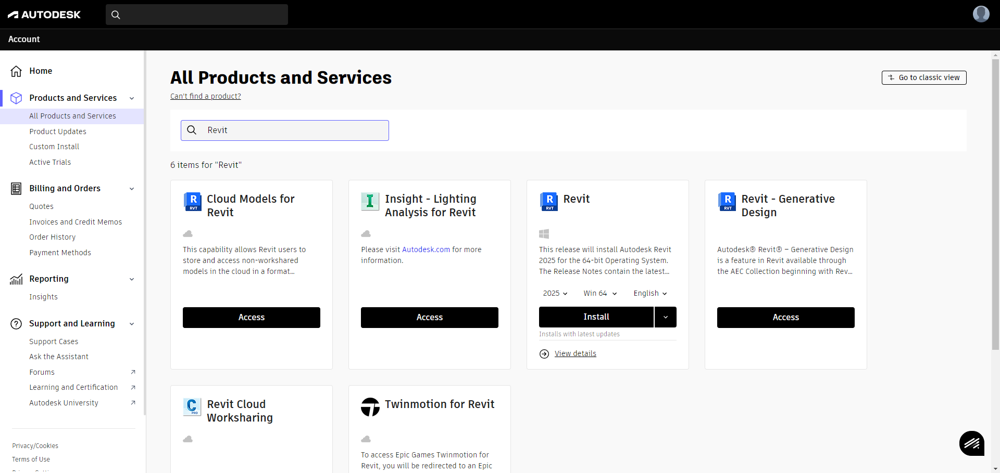 AUTODESK
Account
Home
Products and Services
All Products and Services
Product Updates
Custom Install
Active Trials
Billing and Orders
Quotes
Invoices and Credit Memos
Order History
Payment Methods
Reporting
Insights
Support and Learning
Support Cases
Ask the Assistant
Forums
Learning and Certification
Autodesk University
Privacy/Cookies
Terms of Use
All Products and Services
Go to classic view
Can't find a product?
Revit
6 items for "Revit"
R
RVT
Cloud Models for
Revit
This capability allows Revit users to
store and access non-workshared
models in the cloud in a format...
Access
I
Insight - Lighting
Analysis for Revit
Please visit Autodesk.com for more
information.
Access
R
RVT
Revit
This release will install Autodesk Revit
2025 for the 64-bit Operating System.
The Release Notes contain the latest...
2025
Win 64
English
Install
Installs with latest updates
View details
R
RVT
Revit - Generative
Design
Autodesk® Revit® – Generative Design
is a feature in Revit available through
the AEC Collection beginning with Rev...
Access
C
PRO
Revit Cloud
Worksharing
Twinmotion for Revit
To access Epic Games Twinmotion for
Revit, you will be redirected to an Epic